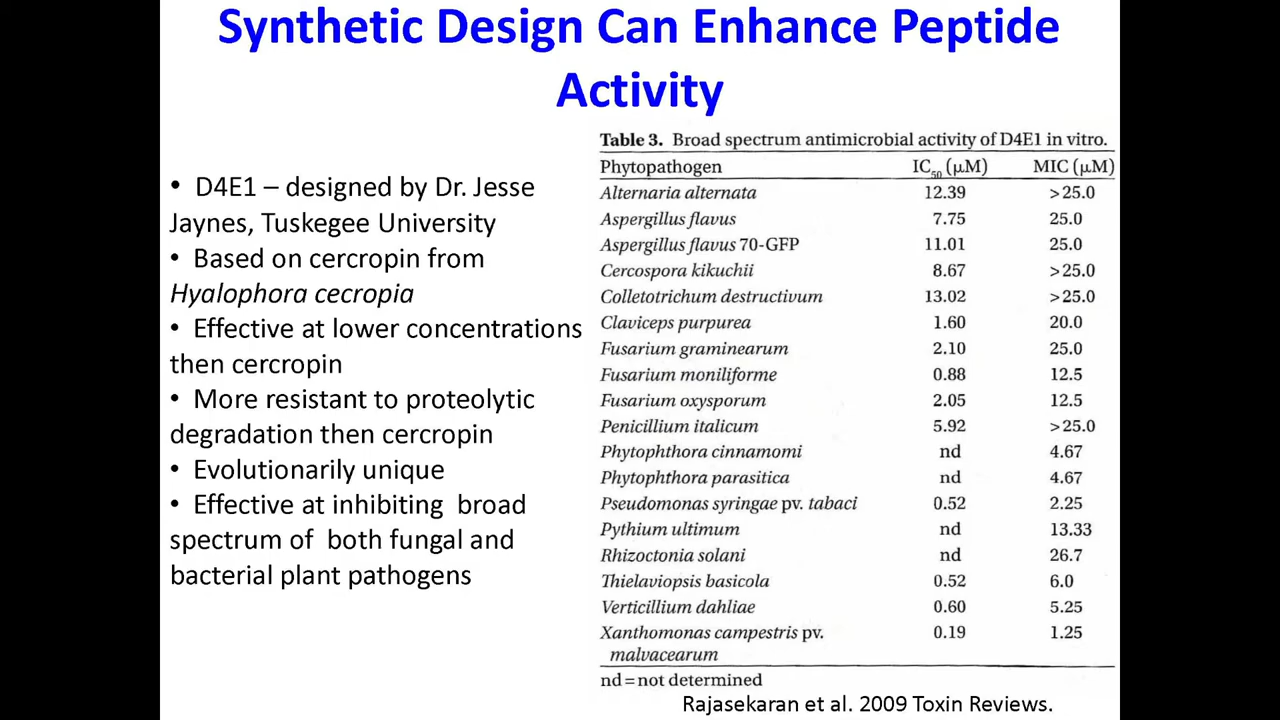 Synthetic Design Can Enhance Peptide
Activity
• D4E1 – designed by Dr. Jesse
Jaynes, Tuskegee University
• Based on cercropin from
Hyalophora cecropia
• Effective at lower concentrations
then cercropin
• More resistant to proteolytic
degradation then cercropin
• Evolutionarily unique
• Effective at inhibiting broad
spectrum of both fungal and
bacterial plant pathogens
Table 3. Broad spectrum antimicrobial activity of D4E1 in vitro.
Phytopathogen IC50 (μM) MIC (μM)
Alternaria alternata 12.39 >25.0
Aspergillus flavus 7.75 25.0
Aspergillus flavus 70-GFP 11.01 25.0
Cercospora kikuchii 8.67 >25.0
Colletotrichum destructivum 13.02 >25.0
Claviceps purpurea 1.60 20.0
Fusarium graminearum 2.10 25.0
Fusarium moniliforme 0.88 12.5
Fusarium oxysporum 2.05 12.5
Penicillium italicum 5.92 >25.0
Phytophthora cinnamomi nd 4.67
Phytophthora parasitica nd 4.67
Pseudomonas syringae pv. tabaci 0.52 2.25
Pythium ultimum nd 13.33
Rhizoctonia solani nd 26.7
Thielaviopsis basicola 0.52 6.0
Verticillium dahliae 0.60 5.25
Xanthomonas campestris pv. 0.19 1.25
malvacearum
nd = not determined
Rajasekaran et al. 2009 Toxin Reviews.